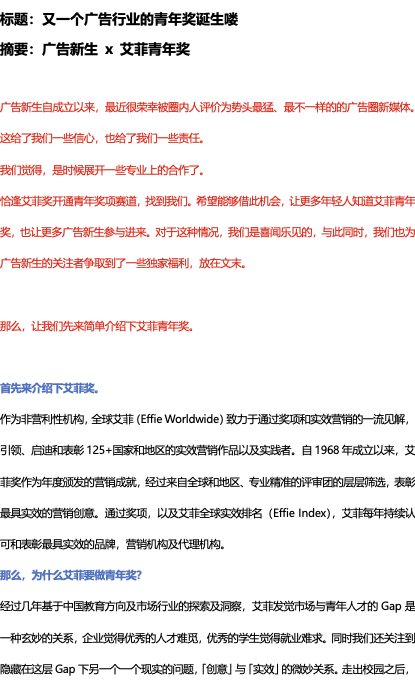 标题：又一个广告行业的青年奖诞生喽
摘要：广告新生 x 艾菲青年奖
广告新生自成立以来，最近很荣幸被圈内人评价为势头最猛、最不一样的的广告圈新媒体。
这给了我们一些信心，也给了我们一些责任。
我们觉得，是时候展开一些专业上的合作了。
恰逢艾菲奖开通青年奖项赛道，找到我们。希望能够借此机会，让更多年轻人知道艾菲青年
奖，也让更多广告新生参与进来。对于这种情况，我们是喜闻乐见的，与此同时，我们也为
广告新生的关注者争取到了一些独家福利，放在文末。
那么，让我们先来简单介绍下艾菲青年奖。
首先来介绍下艾菲奖。
作为非营利性机构，全球艾菲（Effie Worldwide）致力于通过奖项和实效营销的一流见解，
引领、启迪和表彰 125+国家和地区的实效营销作品以及实践者。自 1968 年成立以来，艾
菲奖作为年度颁发的营销成就，经过来自全球和地区、专业精准的评审团的层层筛选，表彰
最具实效的营销创意。通过奖项，以及艾菲全球实效排名（Effie Index），艾菲每年持续认
可和表彰最具实效的品牌，营销机构及代理机构。
那么，为什么艾菲要做青年奖？
经过几年基于中国教育方向及市场行业的探索及洞察，艾菲发觉市场与青年人才的 Gap 是
一种玄妙的关系，企业觉得优秀的人才难觅，优秀的学生觉得就业难求。同时我们还关注到
隐藏在这层 Gap 下另一个一个现实的问题，「创意」与「实效」的微妙关系。走出校园之后，